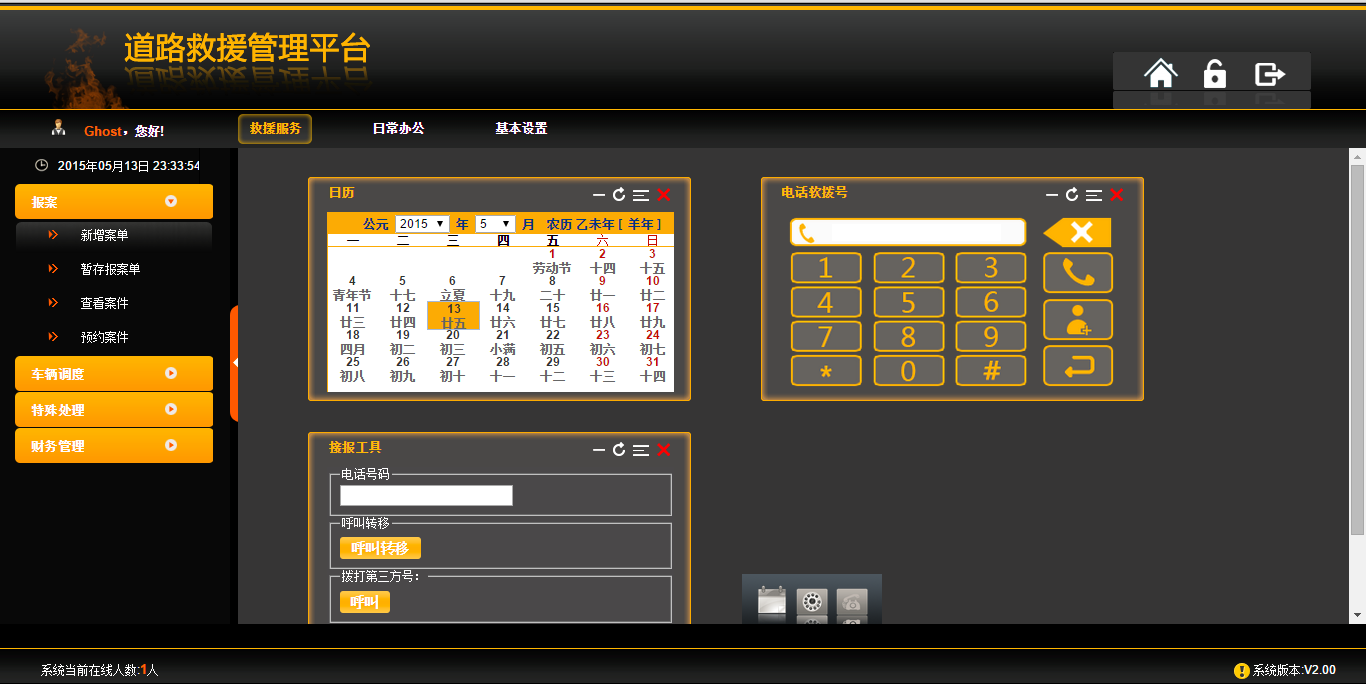 道路救援管理平台
Ghost，您好!
救援服务 日常办公 基本设置
2015年05月13日 23:33:54
报案
新增案单
暂存报案单
查看案件
预约案件
车辆调度
特殊处理
财务管理
日历
公元 2015 年 5 月 农历 乙未年 [ 羊年 ]
一 二 三 四 五 六 日
1 2 3
劳动节 十四 十五
4 5 6 7 8 9 10
青年节 十七 立夏 十九 二十 廿一 廿二
11 12 13 14 15 16 17
廿三 廿四 廿五 廿六 廿七 廿八 廿九
18 19 20 21 22 23 24
四月 初二 初三 小满 初五 初六 初七
25 26 27 28 29 30 31
初八 初九 初十 十一 十二 十三 十四
电话软拨号
1 2 3
4 5 6
7 8 9
* 0 #
接报工具
电话号码
呼叫转移
呼叫转移
拨打第三方号：
呼叫
系统当前在线人数:1人
系统版本:V2.00